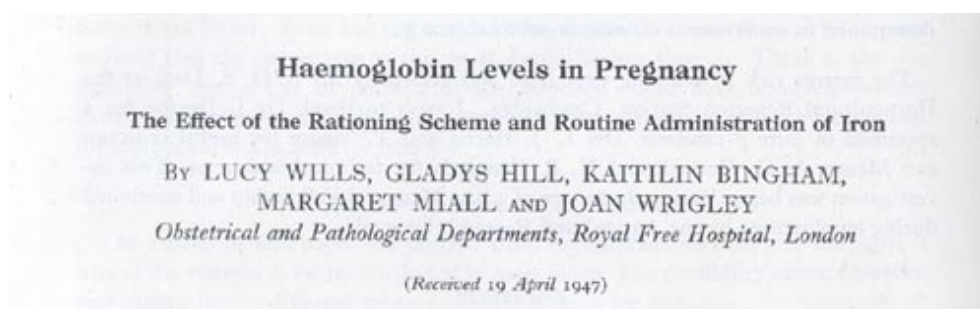 Haemoglobin Levels in Pregnancy
The Effect of the Rationing Scheme and Routine Administration of Iron
By LUCY WILLS, GLADYS HILL, KAITILIN BINGHAM,
MARGARET MIALL AND JOAN WRIGLEY
Obstetrical and Pathological Departments, Royal Free Hospital, London
(Received 19 April 1947)